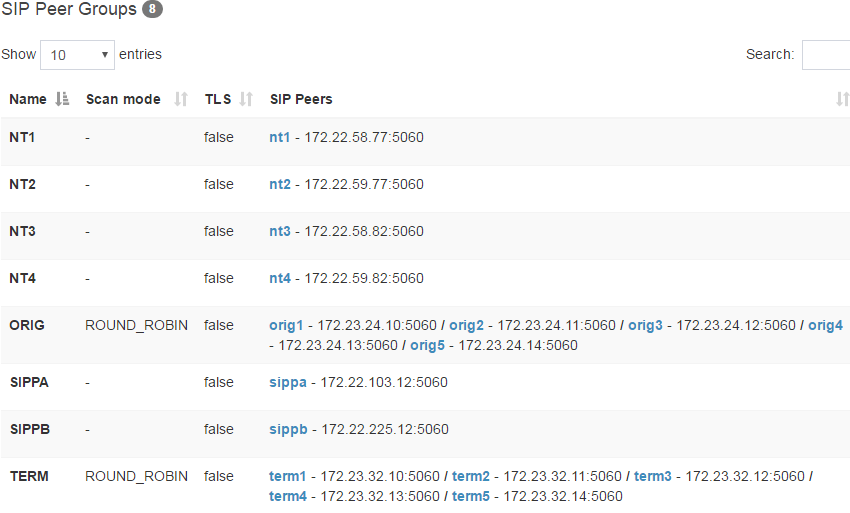 SIP Peer Groups 8
Show 10 entries Search:
Name Scan mode TLS SIP Peers
NT1 - false nt1 - 172.22.58.77:5060
NT2 - false nt2 - 172.22.59.77:5060
NT3 - false nt3 - 172.22.58.82:5060
NT4 - false nt4 - 172.22.59.82:5060
ORIG ROUND_ROBIN false orig1 - 172.23.24.10:5060 / orig2 - 172.23.24.11:5060 / orig3 - 172.23.24.12:5060 / orig4
- 172.23.24.13:5060 / orig5 - 172.23.24.14:5060
SIPPA - false sippa - 172.22.103.12:5060
SIPPB - false sippb - 172.22.225.12:5060
TERM ROUND_ROBIN false term1 - 172.23.32.10:5060 / term2 - 172.23.32.11:5060 / term3 - 172.23.32.12:5060 /
term4 - 172.23.32.13:5060 / term5 - 172.23.32.14:5060